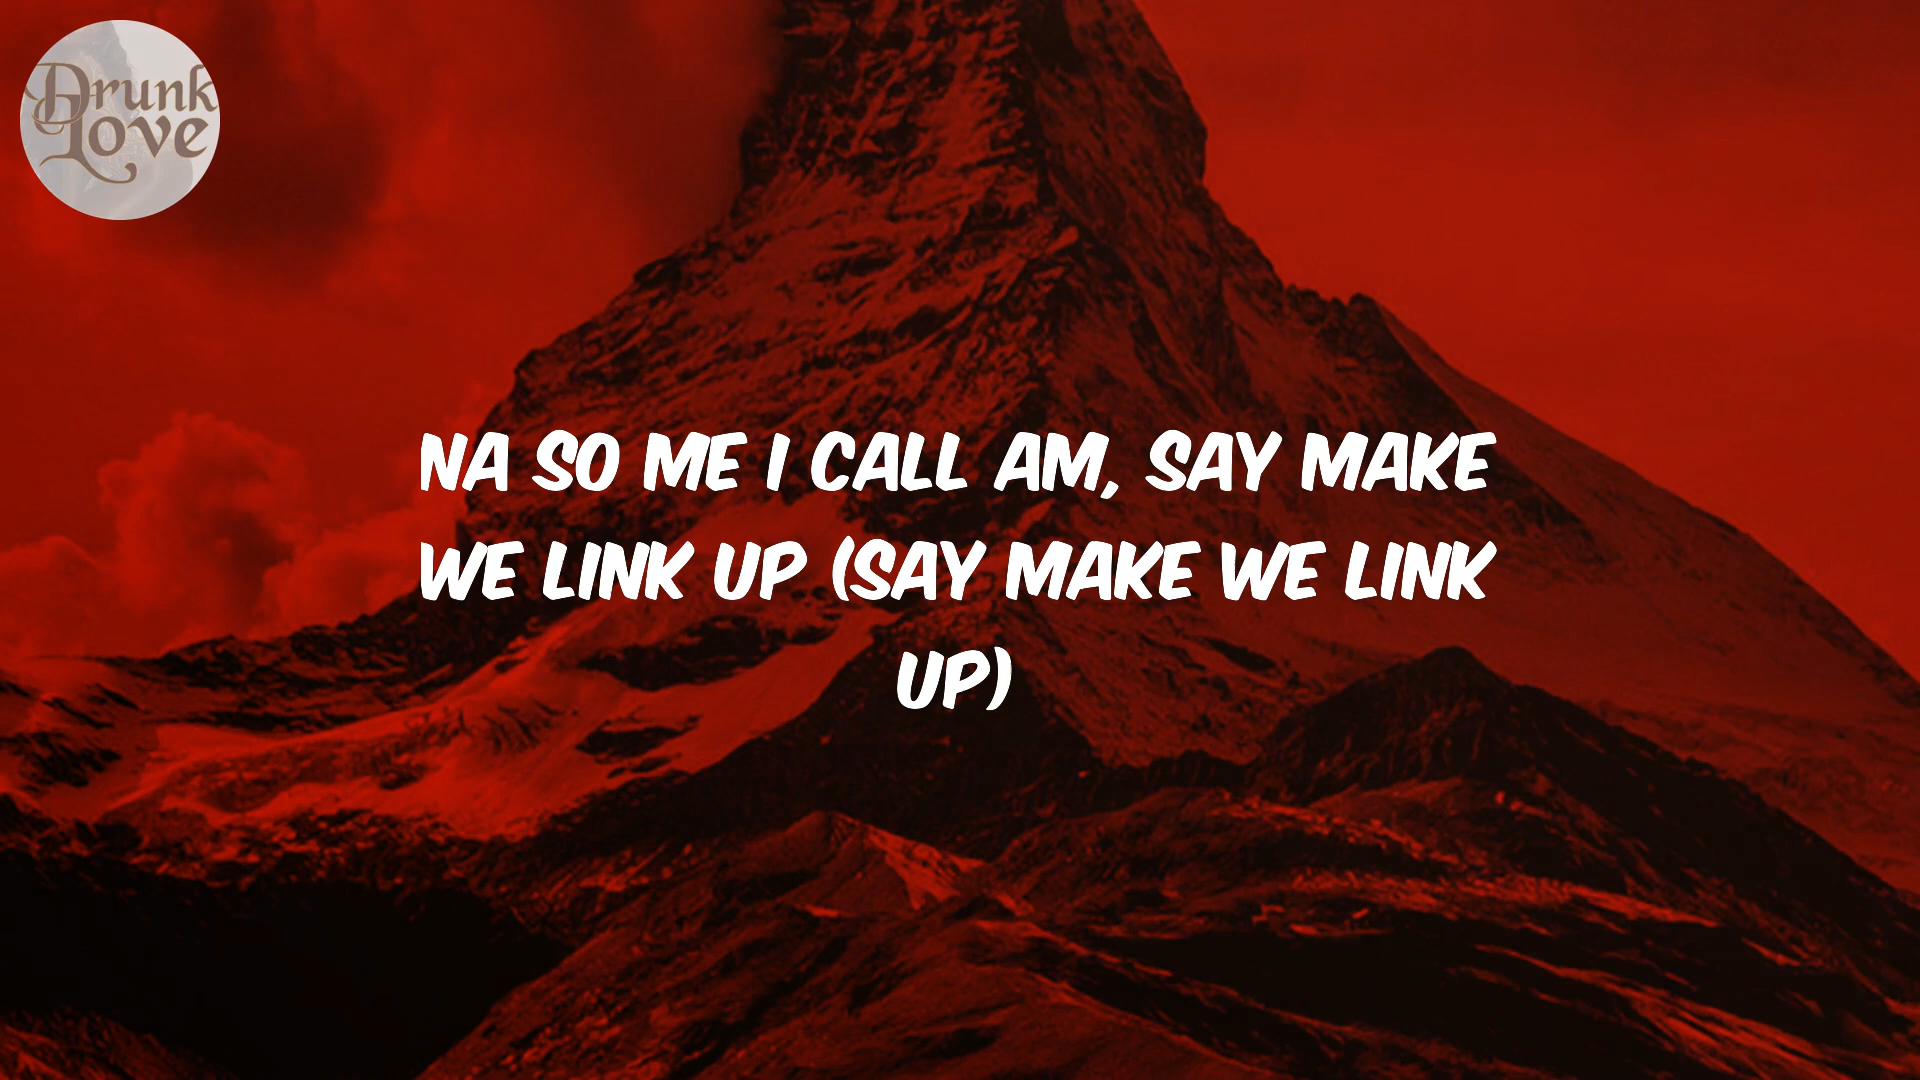 Drunk
Love
NA SO ME I CALL AM, SAY MAKE
WE LINK UP (SAY MAKE WE LINK
UP)